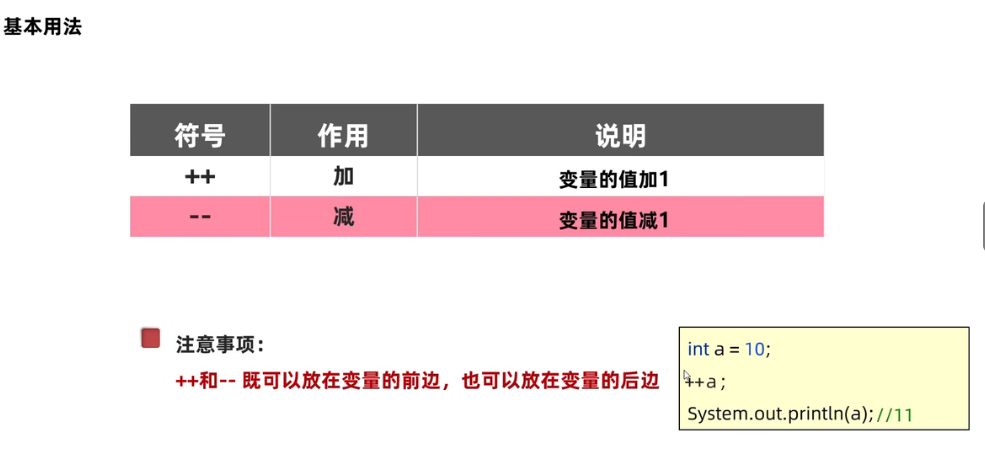 基本用法
符号 作用 说明
++ 加 变量的值加1
-- 减 变量的值减1
注意事项：
++和-- 既可以放在变量的前边，也可以放在变量的后边
int a = 10;
++a ;
System.out.println(a);//11